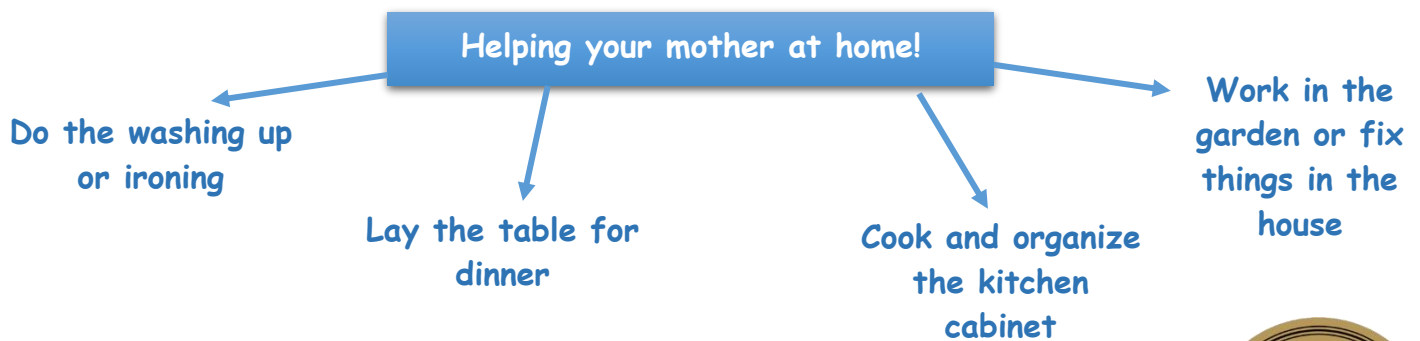 Helping your mother at home!
Do the washing up
or ironing
Lay the table for
dinner
Cook and organize
the kitchen
cabinet
Work in the
garden or fix
things in the
house